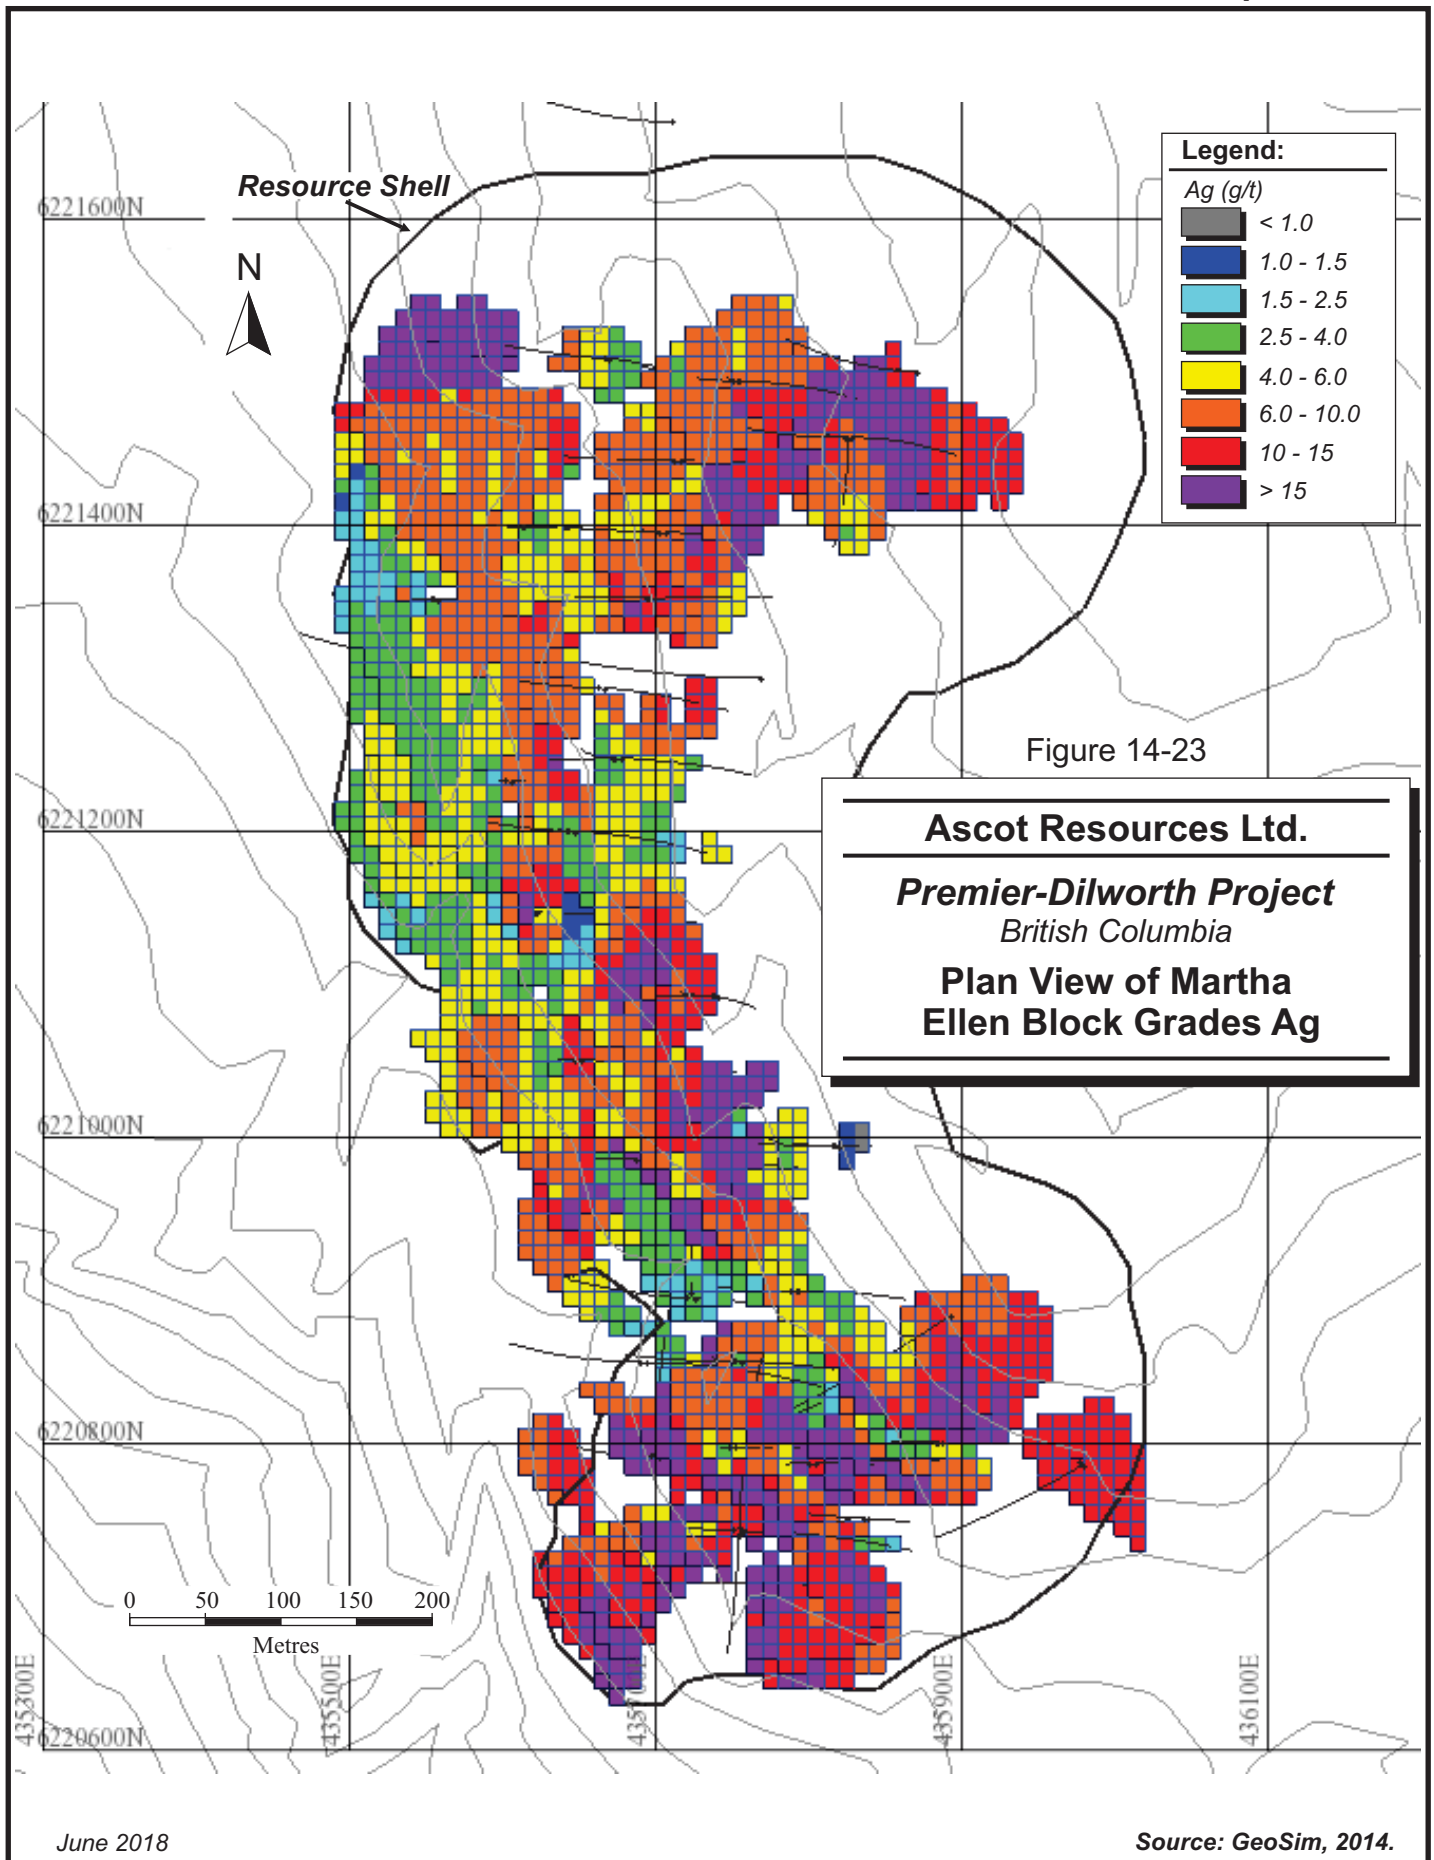 Resource Shell
N
Legend:
Ag (g/t)
< 1.0
1.0 - 1.5
1.5 - 2.5
2.5 - 4.0
4.0 - 6.0
6.0 - 10.0
10 - 15
> 15
6221600N
6221400N
6221200N
6221000N
6220800N
6220600N
Figure 14-23
Ascot Resources Ltd.
Premier-Dilworth Project
British Columbia
Plan View of Martha
Ellen Block Grades Ag
0 50 100 150 200
Metres
435300E
435500E
435700E
435900E
436100E
June 2018
Source: GeoSim, 2014.